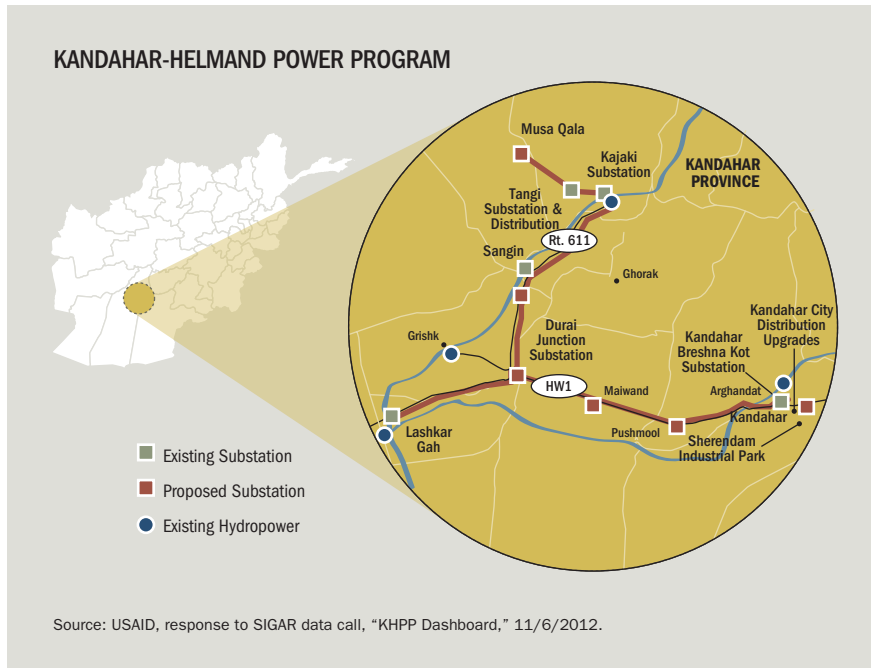 KANDAHAR-HELMAND POWER PROGRAM
Musa Qala
Kajaki
Substation
KANDAHAR
PROVINCE
Tangi
Substation &
Distribution
Rt. 611
Sangin
Ghorak
Kandahar City
Distribution
Upgrades
Durai
Junction
Substation
Kandahar
Breshna Kot
Substation
Grishk
HW1
Maiwand
Arghandat
Kandahar
Pushmool
Sherendam
Industrial Park
Lashkar
Gah
Existing Substation
Proposed Substation
Existing Hydropower
Source: USAID, response to SIGAR data call, “KHPP Dashboard,” 11/6/2012.